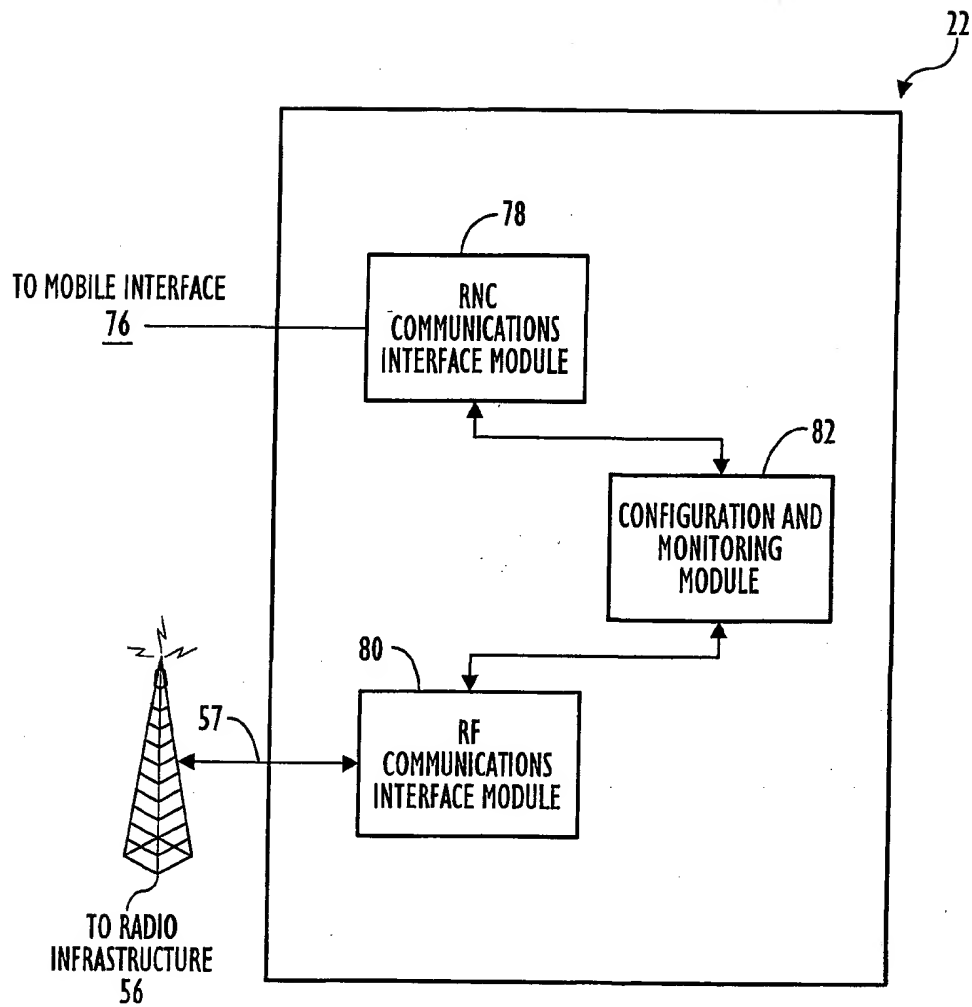 22
78
TO MOBILE INTERFACE
76
RNC
COMMUNICATIONS
INTERFACE MODULE
82
CONFIGURATION AND
MONITORING
MODULE
80
57
RF
COMMUNICATIONS
INTERFACE MODULE
TO RADIO
INFRASTRUCTURE
56